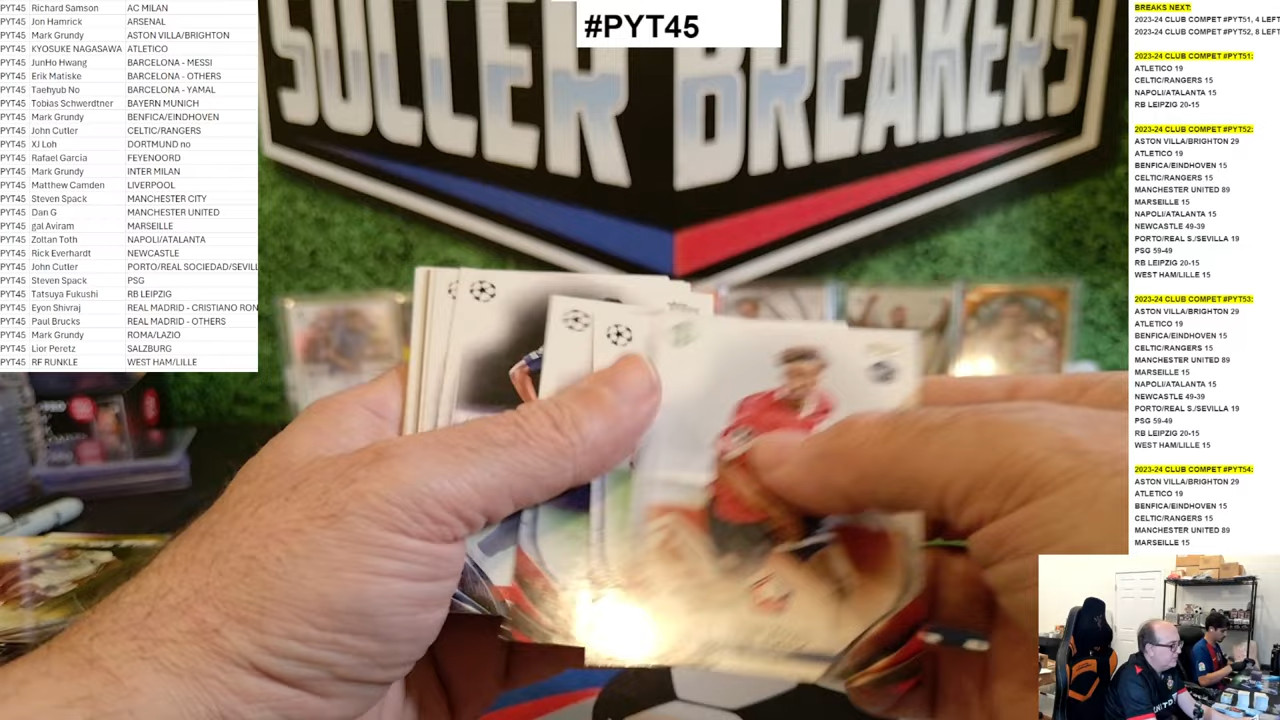 PYT45 Richard Samson AC MILAN
PYT45 Jon Hamrick ARSENAL
PYT45 Mark Grundy ASTON VILLA/BRIGHTON
PYT45 KYOSUKE NAGASAWA ATLETICO
PYT45 JunHo Hwang BARCELONA - MESSI
PYT45 Erik Matiske BARCELONA - OTHERS
PYT45 Taehyub No BARCELONA - YAMAL
PYT45 Tobias Schwerdtner BAYERN MUNICH
PYT45 Mark Grundy BENFICA/EINDHOVEN
PYT45 John Cutler CELTIC/RANGERS
PYT45 XJ Loh DORTMUND no
PYT45 Rafael Garcia FEYENOORD
PYT45 Mark Grundy INTER MILAN
PYT45 Matthew Camden LIVERPOOL
PYT45 Steven Spack MANCHESTER CITY
PYT45 Dan G MANCHESTER UNITED
PYT45 gal Aviram MARSEILLE
PYT45 Zoltan Toth NAPOLI/ATALANTA
PYT45 Rick Everhardt NEWCASTLE
PYT45 John Cutler PORTO/REAL SOCIEDAD/SEVILL
PYT45 Steven Spack PSG
PYT45 Tatsuya Fukushi RB LEIPZIG
PYT45 Eyon Shivraj REAL MADRID - CRISTIANO RON
PYT45 Paul Brucks REAL MADRID - OTHERS
PYT45 Mark Grundy ROMA/LAZIO
PYT45 Lior Peretz SALZBURG
PYT45 RF RUNKLE WEST HAM/LILLE
#PYT45
SOCCER BREAKERS
BREAKS NEXT:
2023-24 CLUB COMPET #PYT51, 4 LEFT
2023-24 CLUB COMPET #PYT52, 8 LEFT
2023-24 CLUB COMPET #PYT51:
ATLETICO 19
CELTIC/RANGERS 15
NAPOLI/ATALANTA 15
RB LEIPZIG 20-15
2023-24 CLUB COMPET #PYT52:
ASTON VILLA/BRIGHTON 29
ATLETICO 19
BENFICA/EINDHOVEN 15
CELTIC/RANGERS 15
MANCHESTER UNITED 89
MARSEILLE 15
NAPOLI/ATALANTA 15
NEWCASTLE 49-39
PORTO/REAL S./SEVILLA 19
PSG 59-49
RB LEIPZIG 20-15
WEST HAM/LILLE 15
2023-24 CLUB COMPET #PYT53:
ASTON VILLA/BRIGHTON 29
ATLETICO 19
BENFICA/EINDHOVEN 15
CELTIC/RANGERS 15
MANCHESTER UNITED 89
MARSEILLE 15
NAPOLI/ATALANTA 15
NEWCASTLE 49-39
PORTO/REAL S./SEVILLA 19
PSG 59-49
RB LEIPZIG 20-15
WEST HAM/LILLE 15
2023-24 CLUB COMPET #PYT54:
ASTON VILLA/BRIGHTON 29
ATLETICO 19
BENFICA/EINDHOVEN 15
CELTIC/RANGERS 15
MANCHESTER UNITED 89
MARSEILLE 15